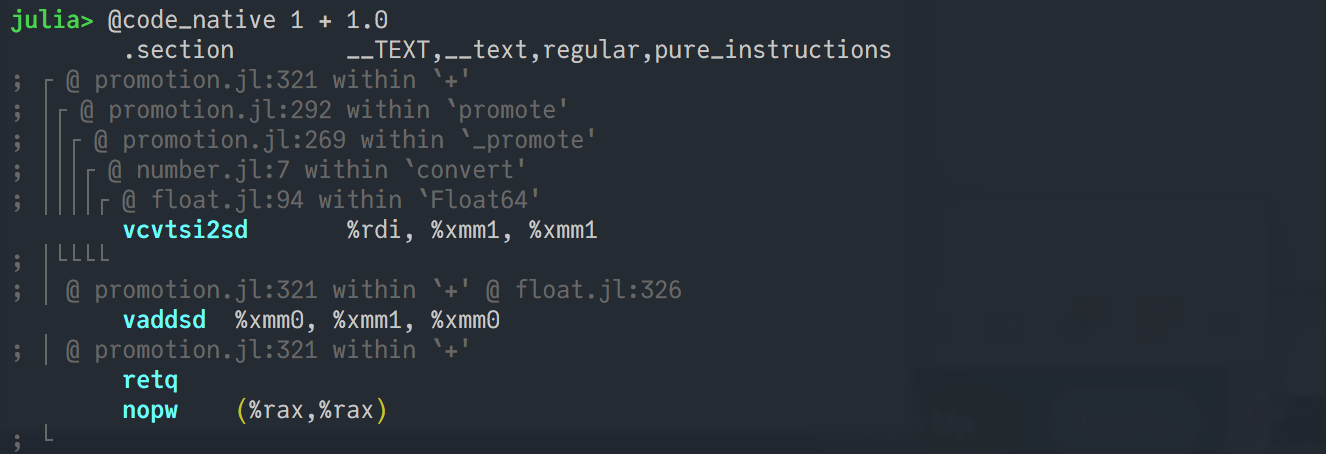 julia> @code_native 1 + 1.0
        .section        __TEXT,__text,regular,pure_instructions
; ┌ @ promotion.jl:321 within `+'
; │┌ @ promotion.jl:292 within `promote'
; ││┌ @ promotion.jl:269 within `_promote'
; │││┌ @ number.jl:7 within `convert'
; ││││┌ @ float.jl:94 within `Float64'
        vcvtsi2sd       %rdi, %xmm1, %xmm1
; │└└└└
; │ @ promotion.jl:321 within `+' @ float.jl:326
        vaddsd  %xmm0, %xmm1, %xmm0
; │ @ promotion.jl:321 within `+'
        retq
        nopw    (%rax,%rax)
; └